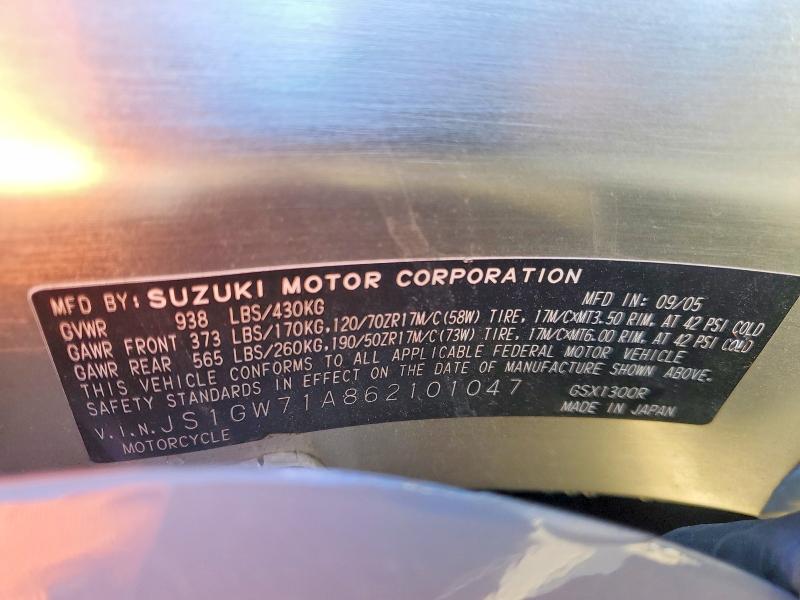 MFD BY: SUZUKI MOTOR CORPORATION MFD IN: 09/05
GVWR 938 LBS/430KG
GAWR FRONT 373 LBS/170KG,120/70ZR17M/C(58W) TIRE, 17M/C×MT3.50 RIM, AT 42 PSI COLD
GAWR REAR 565 LBS/260KG,190/50ZR17M/C(73W) TIRE, 17M/C×MT6.00 RIM, AT 42 PSI COLD
THIS VEHICLE CONFORMS TO ALL APPLICABLE FEDERAL MOTOR VEHICLE
SAFETY STANDARDS IN EFFECT ON THE DATE OF MANUFACTURE SHOWN ABOVE.
V.I.N. JS1GW71A862101047 GSX1300R
MOTORCYCLE MADE IN JAPAN